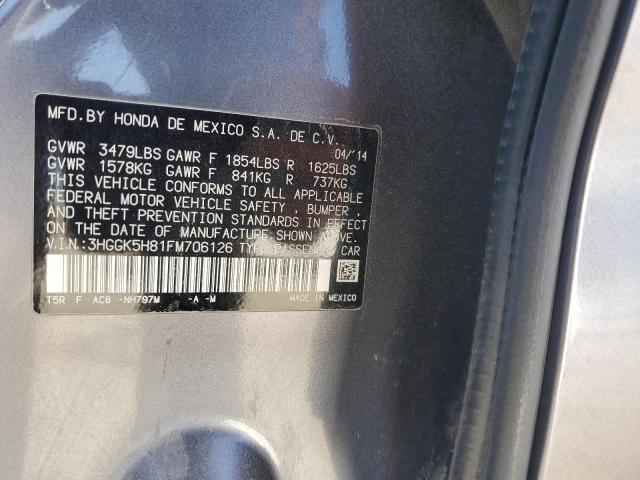 MFD.BY HONDA DE MEXICO S.A. DE C.V.
04/'14
GVWR 3479LBS GAWR F 1854LBS R 1625LBS
GVWR 1578KG GAWR F 841KG R 737KG
THIS VEHICLE CONFORMS TO ALL APPLICABLE
FEDERAL MOTOR VEHICLE SAFETY , BUMPER ,
AND THEFT PREVENTION STANDARDS IN EFFECT
ON THE DATE OF MANUFACTURE SHOWN ABOVE.
V.I.N.:3HGGK5H81FM706126 TYPE:PASSENGER CAR
T5R F AC8 -NH797M -A -M
MADE IN MEXICO